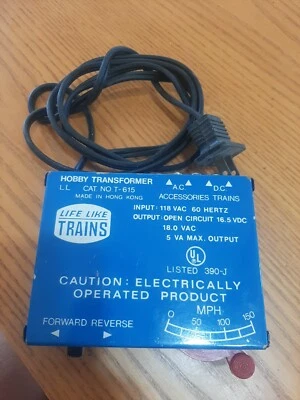 HOBBY TRANSFORMER
LL CAT NO T-615
MADE IN HONG KONG
A.C. D.C.
ACCESSORIES TRAINS
INPUT: 118 VAC 60 HERTZ
OUTPUT: OPEN CIRCUIT 16.5 VDC
18.0 VAC
5 VA MAX. OUTPUT
LIFE LIKE
TRAINS
UL
LISTED 390-J
CAUTION: ELECTRICALLY
OPERATED PRODUCT
MPH
0 50 100 150
FORWARD REVERSE